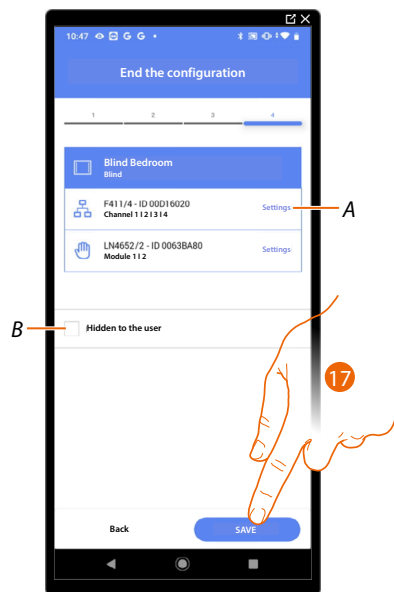 10:47 G G
End the configuration
1 2 3 4
Blind Bedroom
Blind
F411/4 - ID 00D16020
Channel 1 I 2 I 3 I 4
Settings
A
LN4652/2 - ID 0063BA80
Module 1 I 2
Settings
B
Hidden to the user
17
Back
SAVE